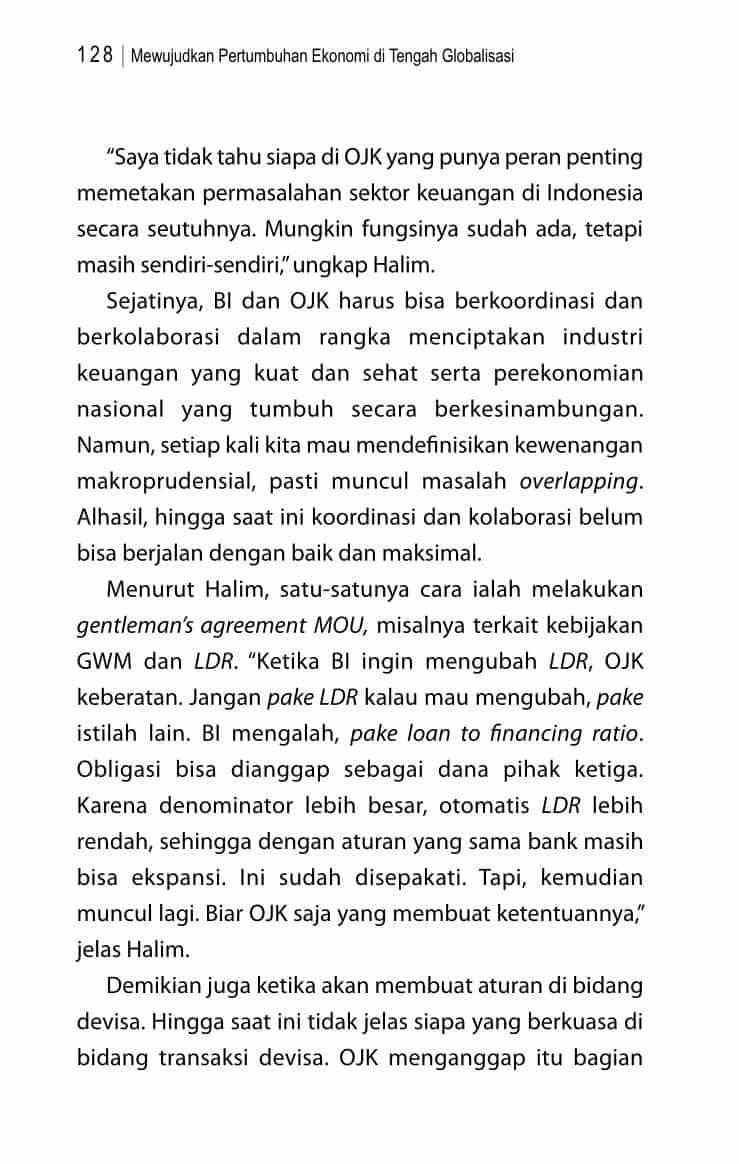 128 | Mewujudkan Pertumbuhan Ekonomi di Tengah Globalisasi
“Saya tidak tahu siapa di OJK yang punya peran penting
memetakan permasalahan sektor keuangan di Indonesia
secara seutuhnya. Mungkin fungsinya sudah ada, tetapi
masih sendiri-sendiri,” ungkap Halim.
Sejatinya, BI dan OJK harus bisa berkoordinasi dan
berkolaborasi dalam rangka menciptakan industri
keuangan yang kuat dan sehat serta perekonomian
nasional yang tumbuh secara berkesinambungan.
Namun, setiap kali kita mau mendefinisikan kewenangan
makroprudensial, pasti muncul masalah overlapping.
Alhasil, hingga saat ini koordinasi dan kolaborasi belum
bisa berjalan dengan baik dan maksimal.
Menurut Halim, satu-satunya cara ialah melakukan
gentleman’s agreement MOU, misalnya terkait kebijakan
GWM dan LDR. “Ketika BI ingin mengubah LDR, OJK
keberatan. Jangan pake LDR kalau mau mengubah, pake
istilah lain. BI mengalah, pake loan to financing ratio.
Obligasi bisa dianggap sebagai dana pihak ketiga.
Karena denominator lebih besar, otomatis LDR lebih
rendah, sehingga dengan aturan yang sama bank masih
bisa ekspansi. Ini sudah disepakati. Tapi, kemudian
muncul lagi. Biar OJK saja yang membuat ketentuannya,”
jelas Halim.
Demikian juga ketika akan membuat aturan di bidang
devisa. Hingga saat ini tidak jelas siapa yang berkuasa di
bidang transaksi devisa. OJK menganggap itu bagian